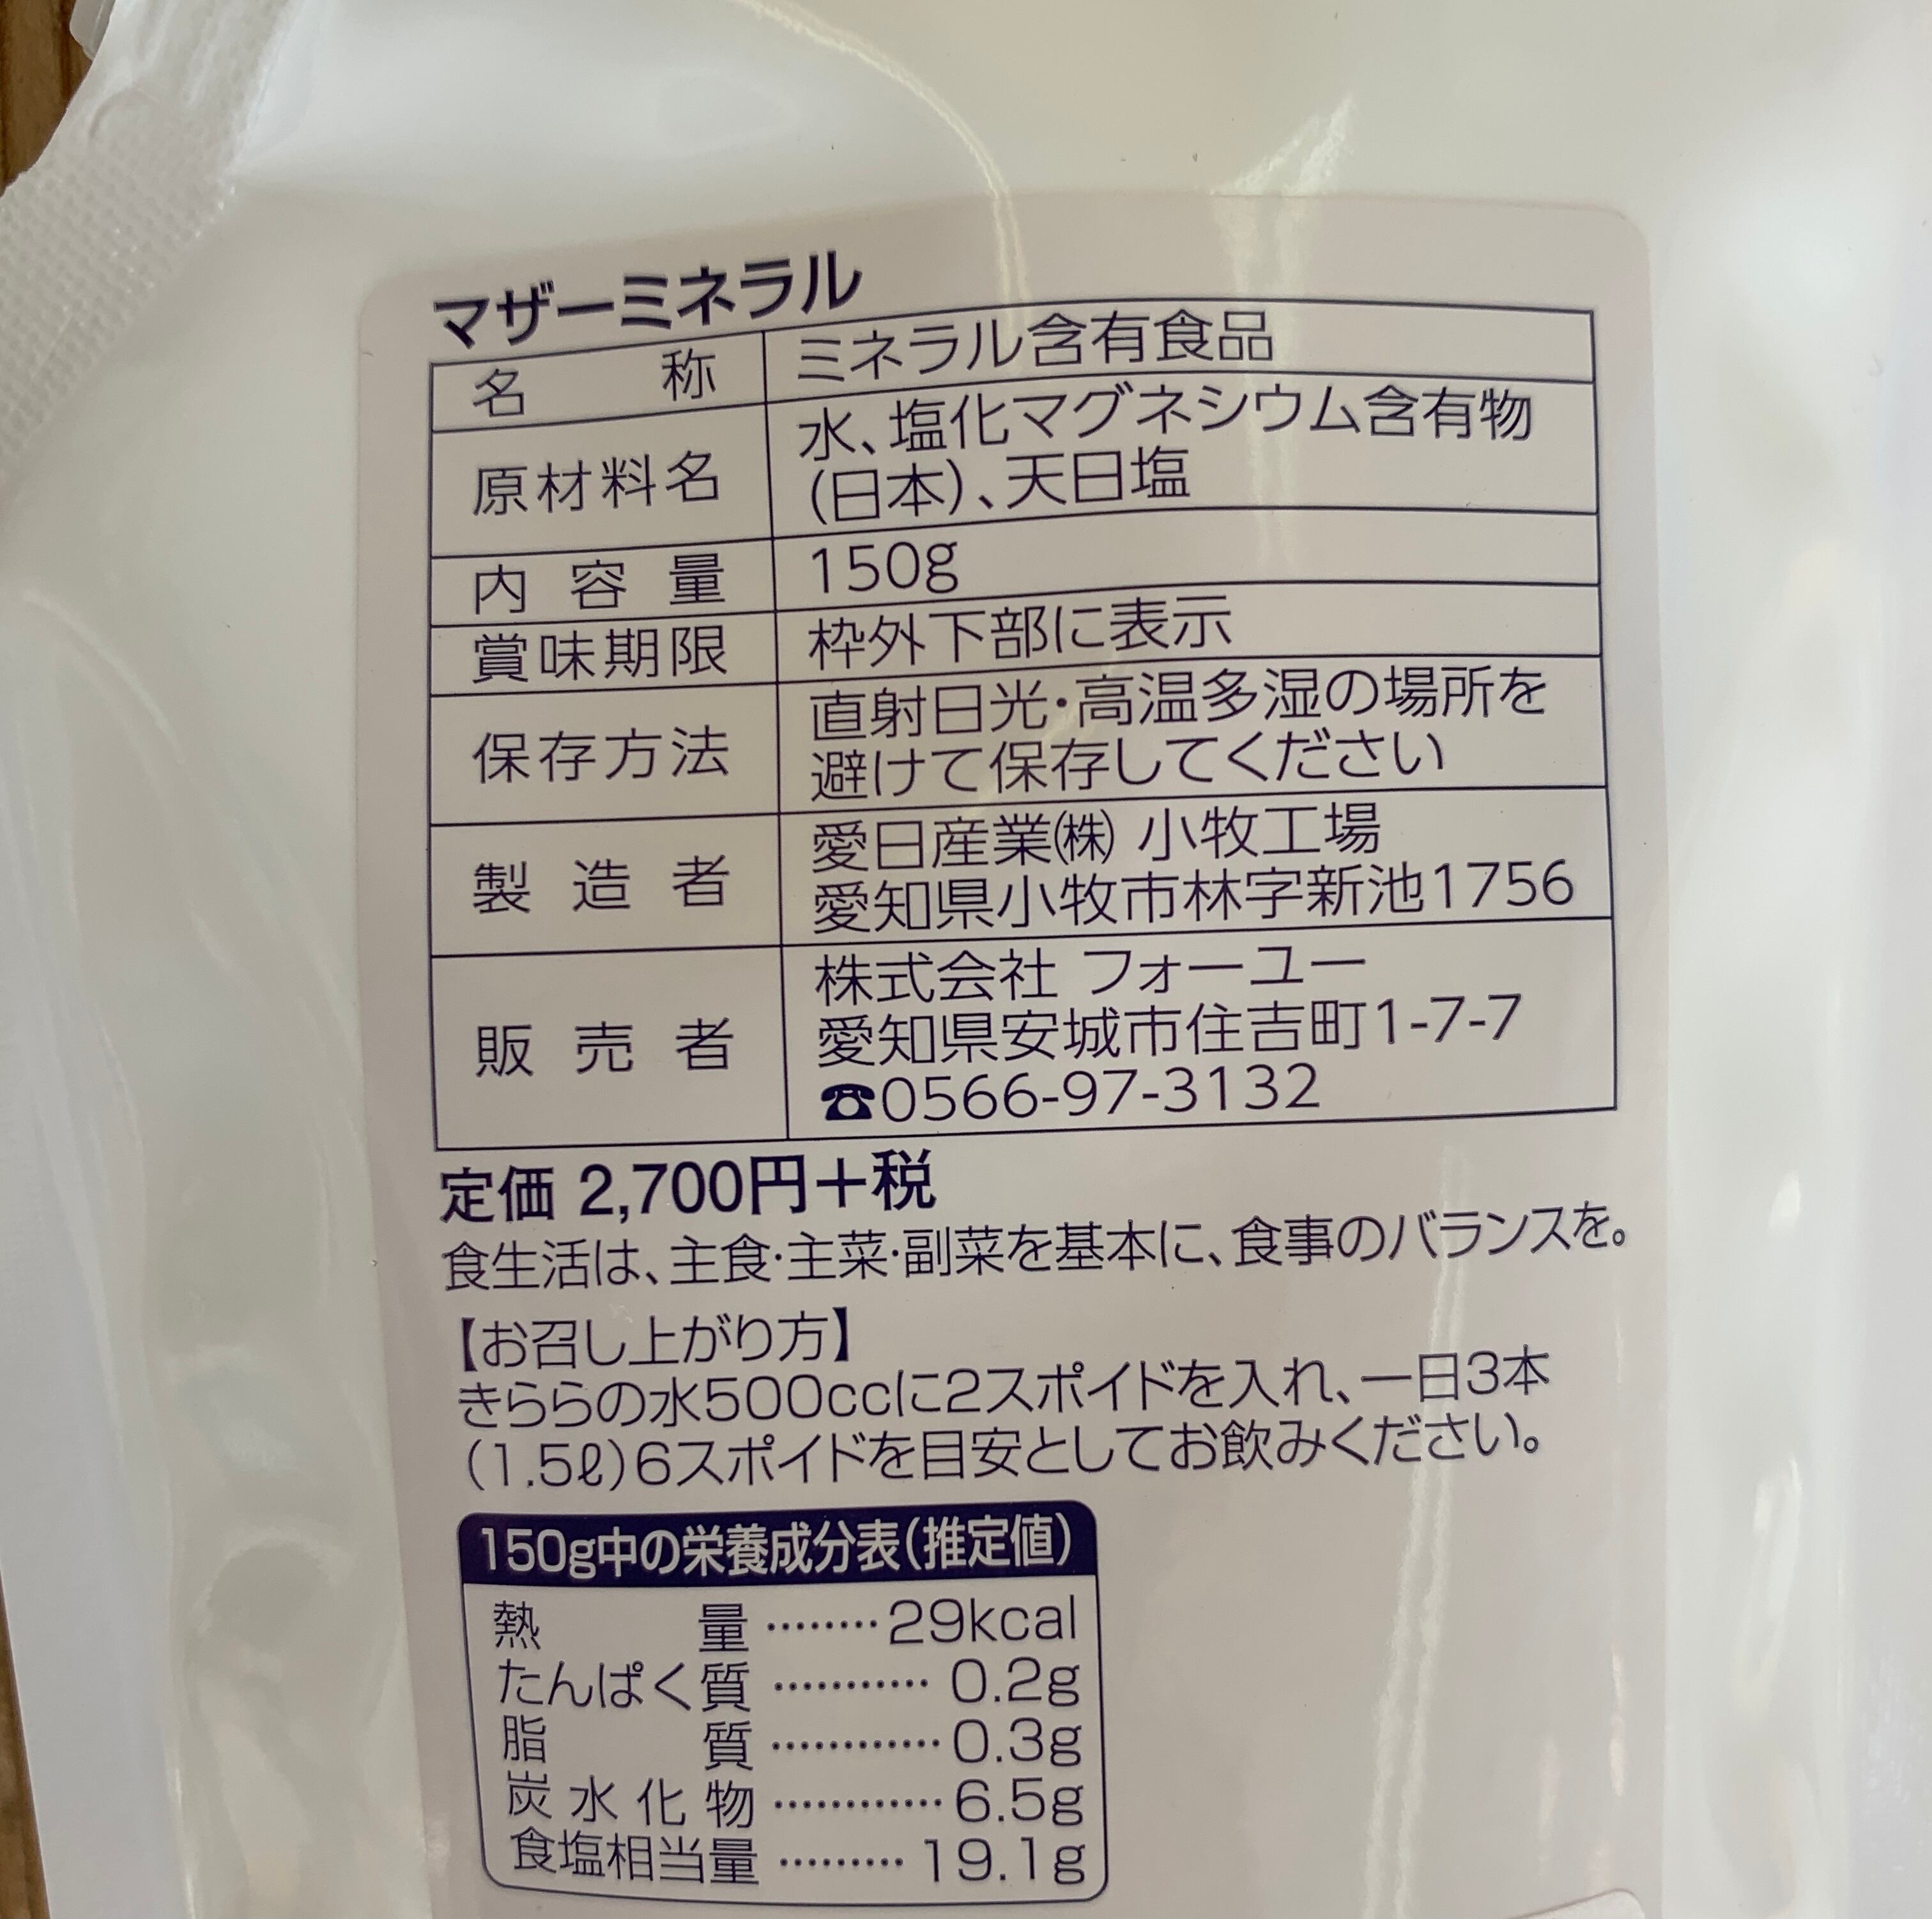 マザーミネラル
名称 ミネラル含有食品
原材料名 水、塩化マグネシウム含有物
(日本)、天日塩
内容量 150g
賞味期限 枠外下部に表示
保存方法 直射日光・高温多湿の場所を
避けて保存してください
製造者 愛日産業㈱ 小牧工場
愛知県小牧市林字新池1756
販売者 株式会社 フォーユー
愛知県安城市住吉町1-7-7
☎0566-97-3132
定価 2,700円+税
食生活は、主食・主菜・副菜を基本に、食事のバランスを。
【お召し上がり方】
きららの水500ccに2スポイドを入れ、一日3本
(1.5ℓ)6スポイドを目安としてお飲みください。
150g中の栄養成分表(推定値)
熱量………29kcal
たんぱく質…………0.2g
脂質…………0.3g
炭水化物…………6.5g
食塩相当量………19.1g